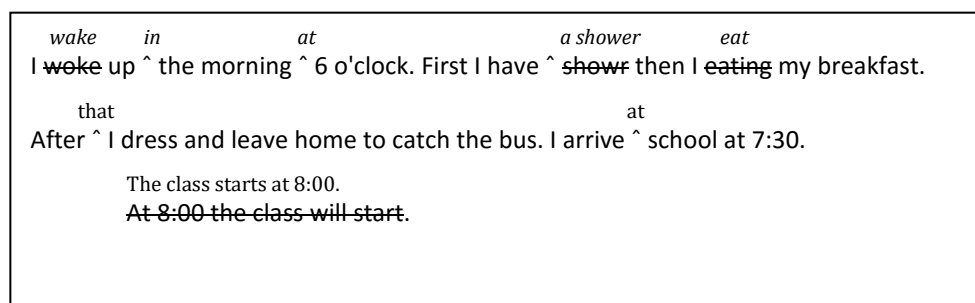 wake in at a shower eat
I woke up ˆ the morning ˆ 6 o'clock. First I have ˆ showr then I eating my breakfast.
that at
After ˆ I dress and leave home to catch the bus. I arrive ˆ school at 7:30.
The class starts at 8:00.
At 8:00 the class will start.